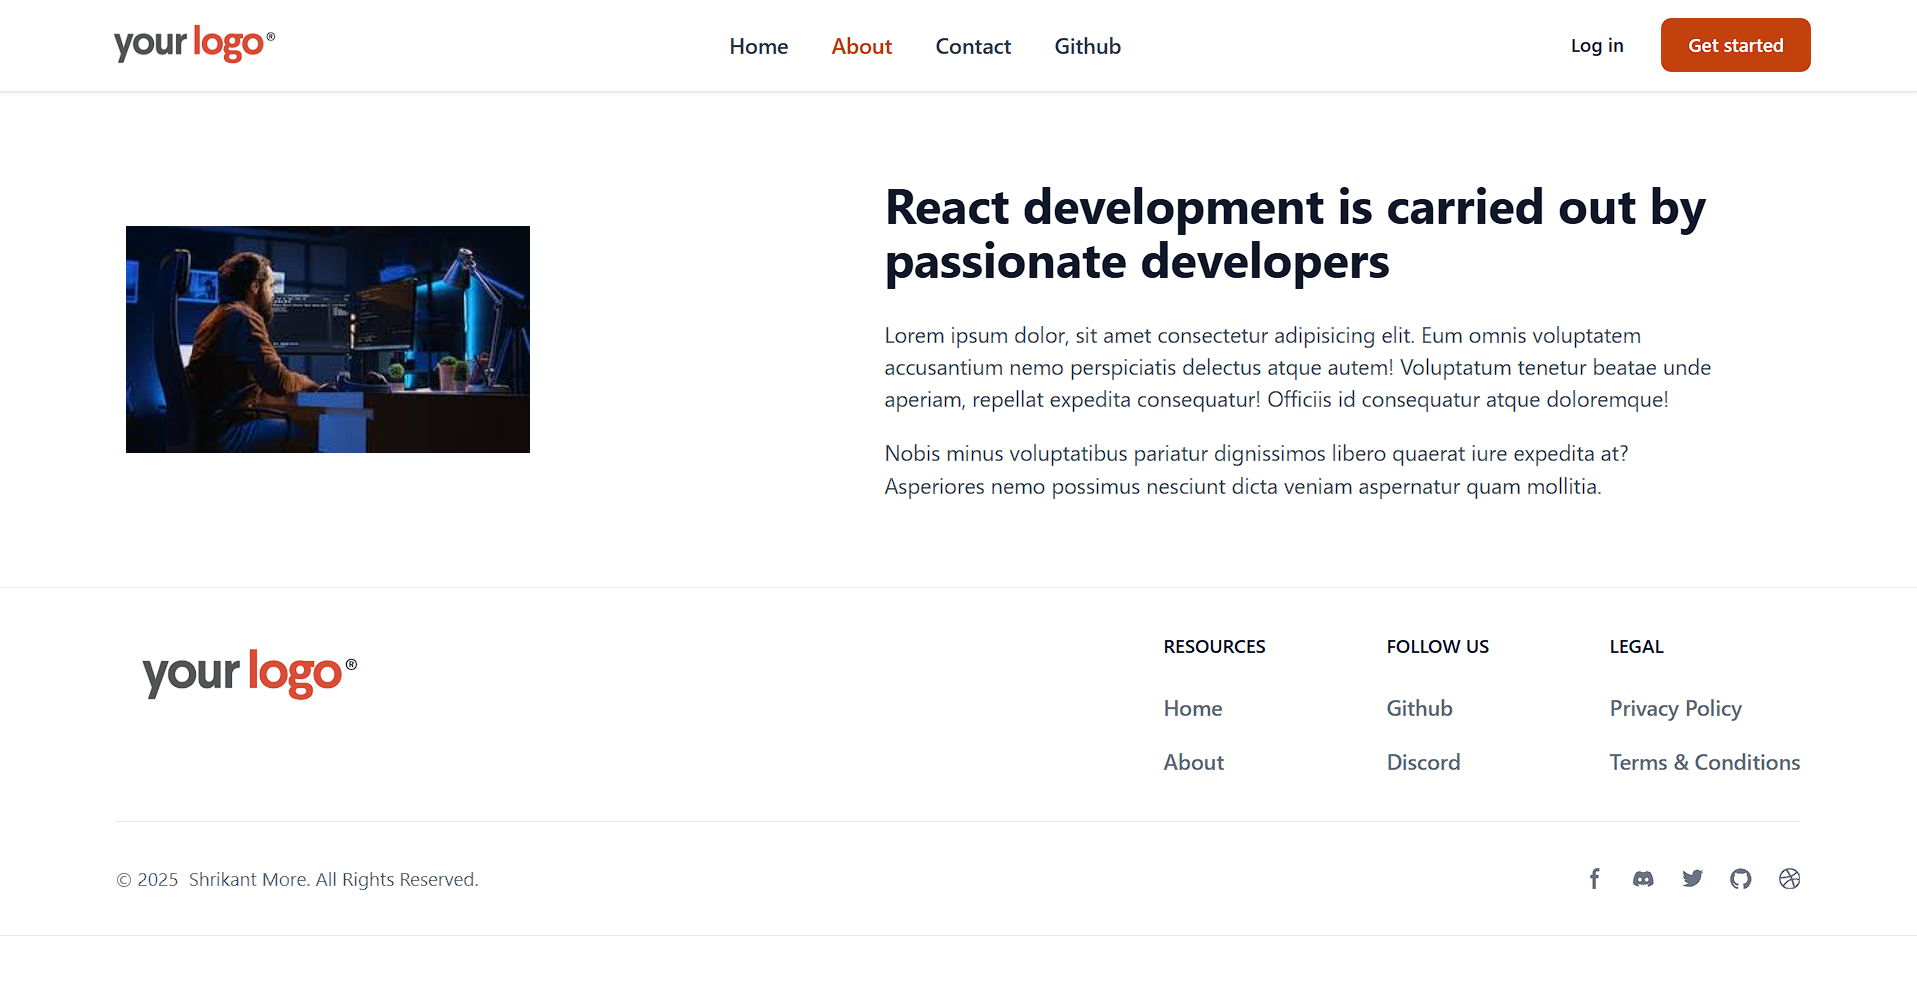 your logo®
Home About Contact Github
Log in Get started
React development is carried out by
passionate developers
Lorem ipsum dolor, sit amet consectetur adipisicing elit. Eum omnis voluptatem
accusantium nemo perspiciatis delectus atque autem! Voluptatum tenetur beatae unde
aperiam, repellat expedita consequatur! Officiis id consequatur atque doloremque!
Nobis minus voluptatibus pariatur dignissimos libero quaerat iure expedita at?
Asperiores nemo possimus nesciunt dicta veniam aspernatur quam mollitia.
your logo®
RESOURCES
Home
About
FOLLOW US
Github
Discord
LEGAL
Privacy Policy
Terms & Conditions
© 2025 Shrikant More. All Rights Reserved.